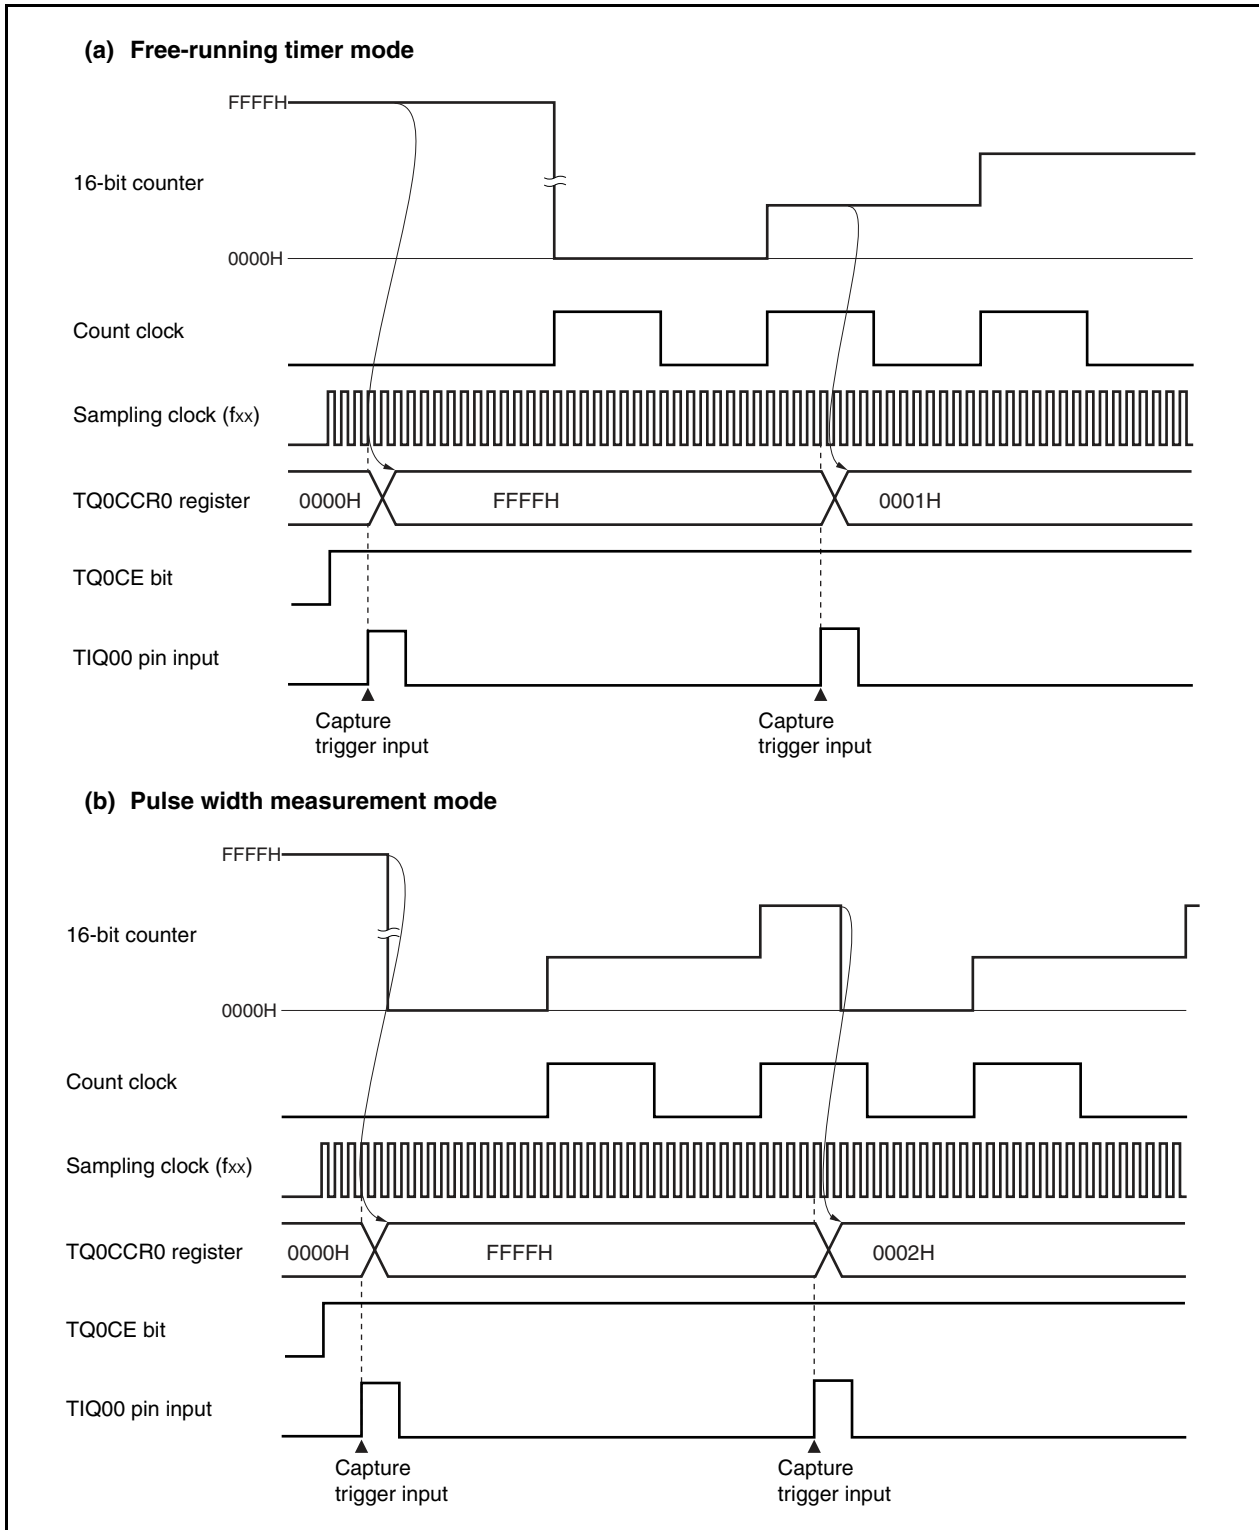 (a) Free-running timer mode
FFFFH
16-bit counter
0000H
Count clock
Sampling clock (fxx)
TQ0CCR0 register
0000H
FFFFH
0001H
TQ0CE bit
TIQ00 pin input
Capture
trigger input
Capture
trigger input
(b) Pulse width measurement mode
FFFFH
16-bit counter
0000H
Count clock
Sampling clock (fxx)
TQ0CCR0 register
0000H
FFFFH
0002H
TQ0CE bit
TIQ00 pin input
Capture
trigger input
Capture
trigger input